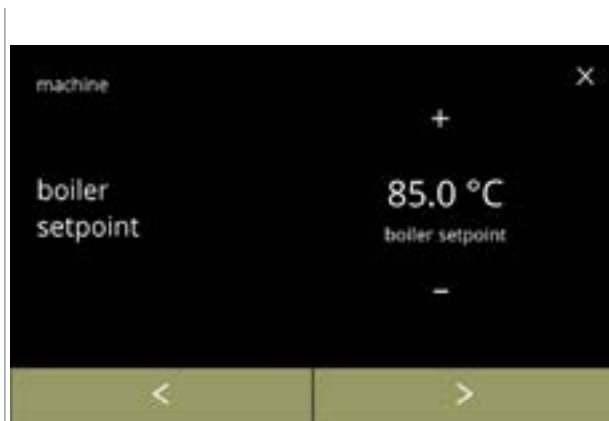 machine
X
+
boiler
setpoint
85.0 °C
boiler setpoint
-
<
>